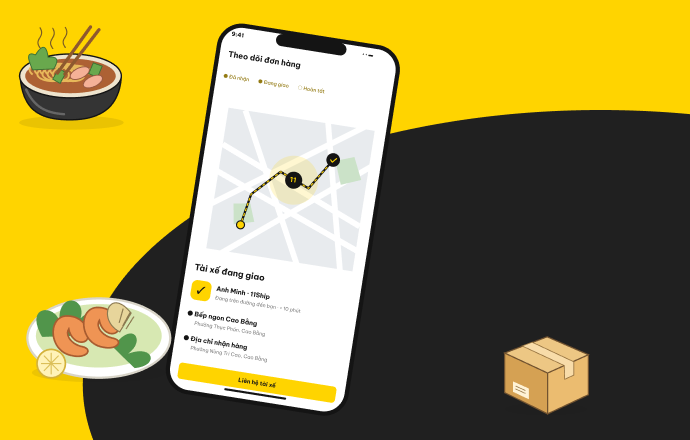 9:41
Theo dõi đơn hàng
Đã nhận Đang giao Hoàn tất
11
Tài xế đang giao
Anh Minh · 11Ship
Đang trên đường đến bạn · ~10 phút
Bếp ngon Cao Bằng
Phường Thục Phán, Cao Bằng
Địa chỉ nhận hàng
Phường Nùng Trí Cao, Cao Bằng
Liên hệ tài xế